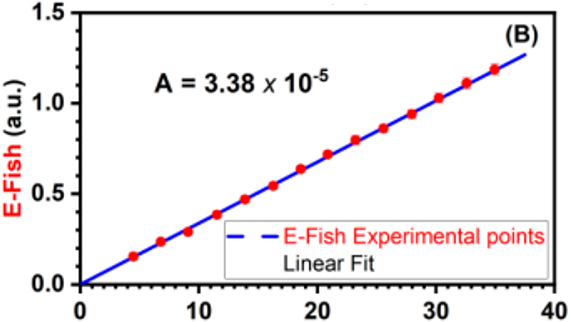 1.5
(B)
A = 3.38 x 10-5
1.0
E-Fish (a.u.)
0.5
E-Fish Experimental points
Linear Fit
0.0
0 10 20 30 40